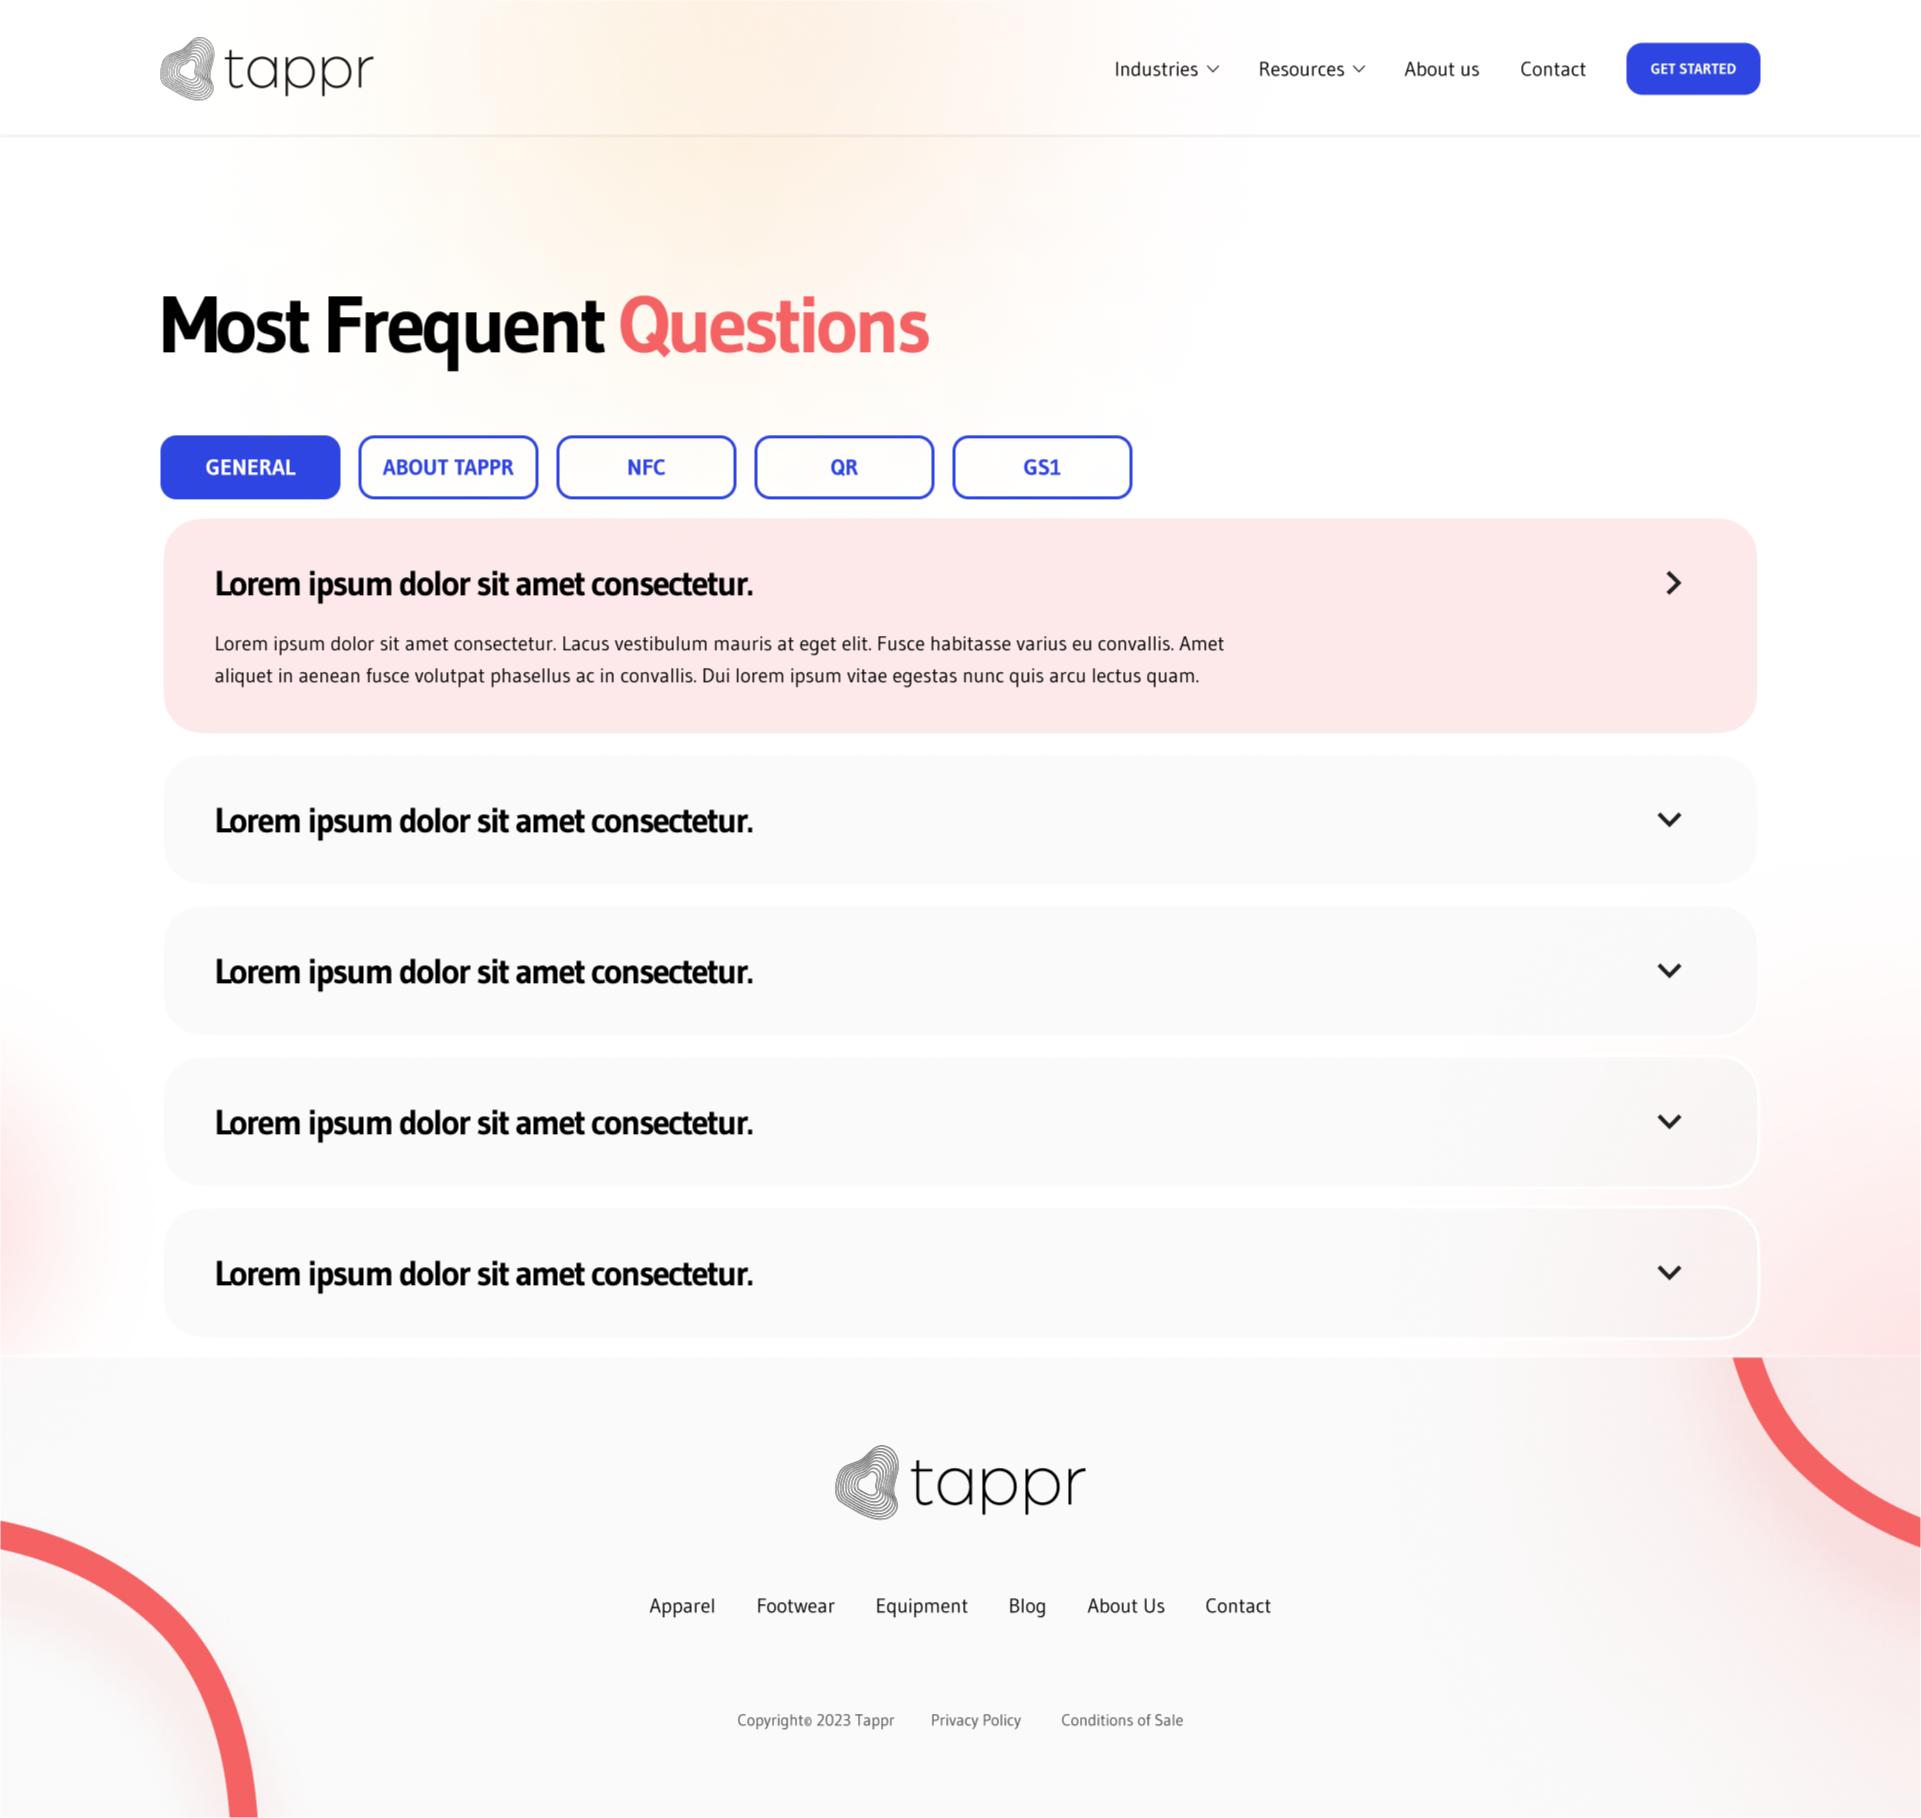 tappr
Industries
Resources
About us
Contact
GET STARTED
Most Frequent Questions
GENERAL
ABOUT TAPPR
NFC
QR
GS1
Lorem ipsum dolor sit amet consectetur.
Lorem ipsum dolor sit amet consectetur. Lacus vestibulum mauris at eget elit. Fusce habitasse varius eu convallis. Amet
aliquet in aenean fusce volutpat phasellus ac in convallis. Dui lorem ipsum vitae egestas nunc quis arcu lectus quam.
Lorem ipsum dolor sit amet consectetur.
Lorem ipsum dolor sit amet consectetur.
Lorem ipsum dolor sit amet consectetur.
Lorem ipsum dolor sit amet consectetur.
tappr
Apparel
Footwear
Equipment
Blog
About Us
Contact
Copyright© 2023 Tappr
Privacy Policy
Conditions of Sale